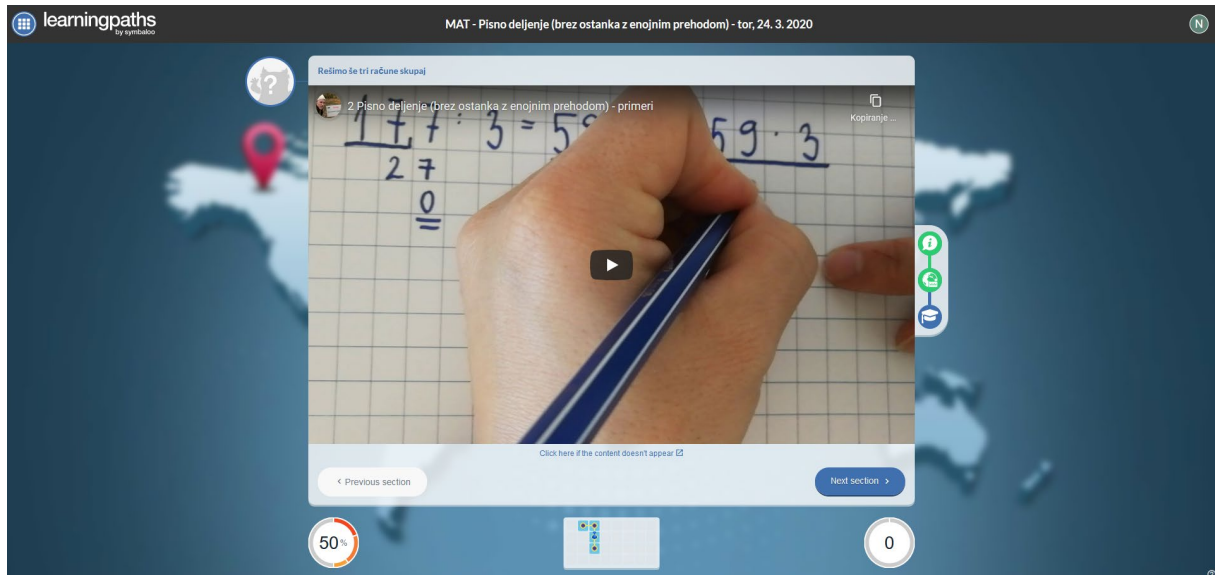 learningpaths
by symbaloo
MAT - Pisno deljenje (brez ostanka z enojnim prehodom) - tor, 24. 3. 2020
N
?
Rešimo še tri račune skupaj
2 Pisno deljenje (brez ostanka z enojnim prehodom) - primeri
Kopiranje ...
177 : 3 = 59
59 · 3
27
0
Click here if the content doesn't appear
< Previous section
Next section >
50%
0